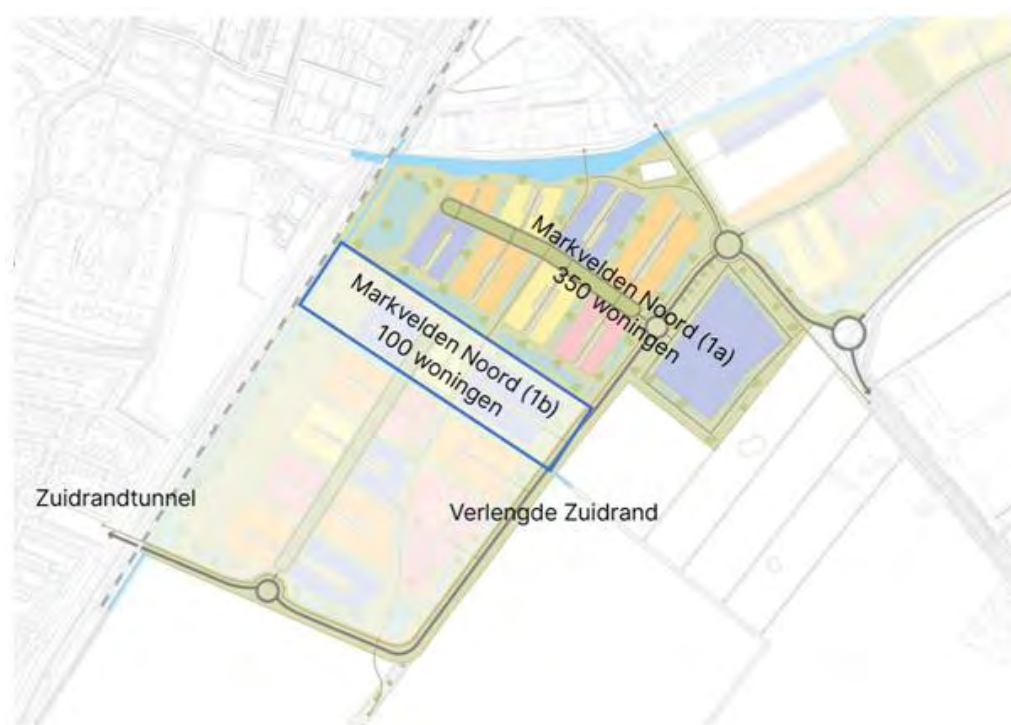 Markvelden Noord (1a)
350 woningen
Markvelden Noord (1b)
100 woningen
Zuidrandtunnel
Verlengde Zuidrand